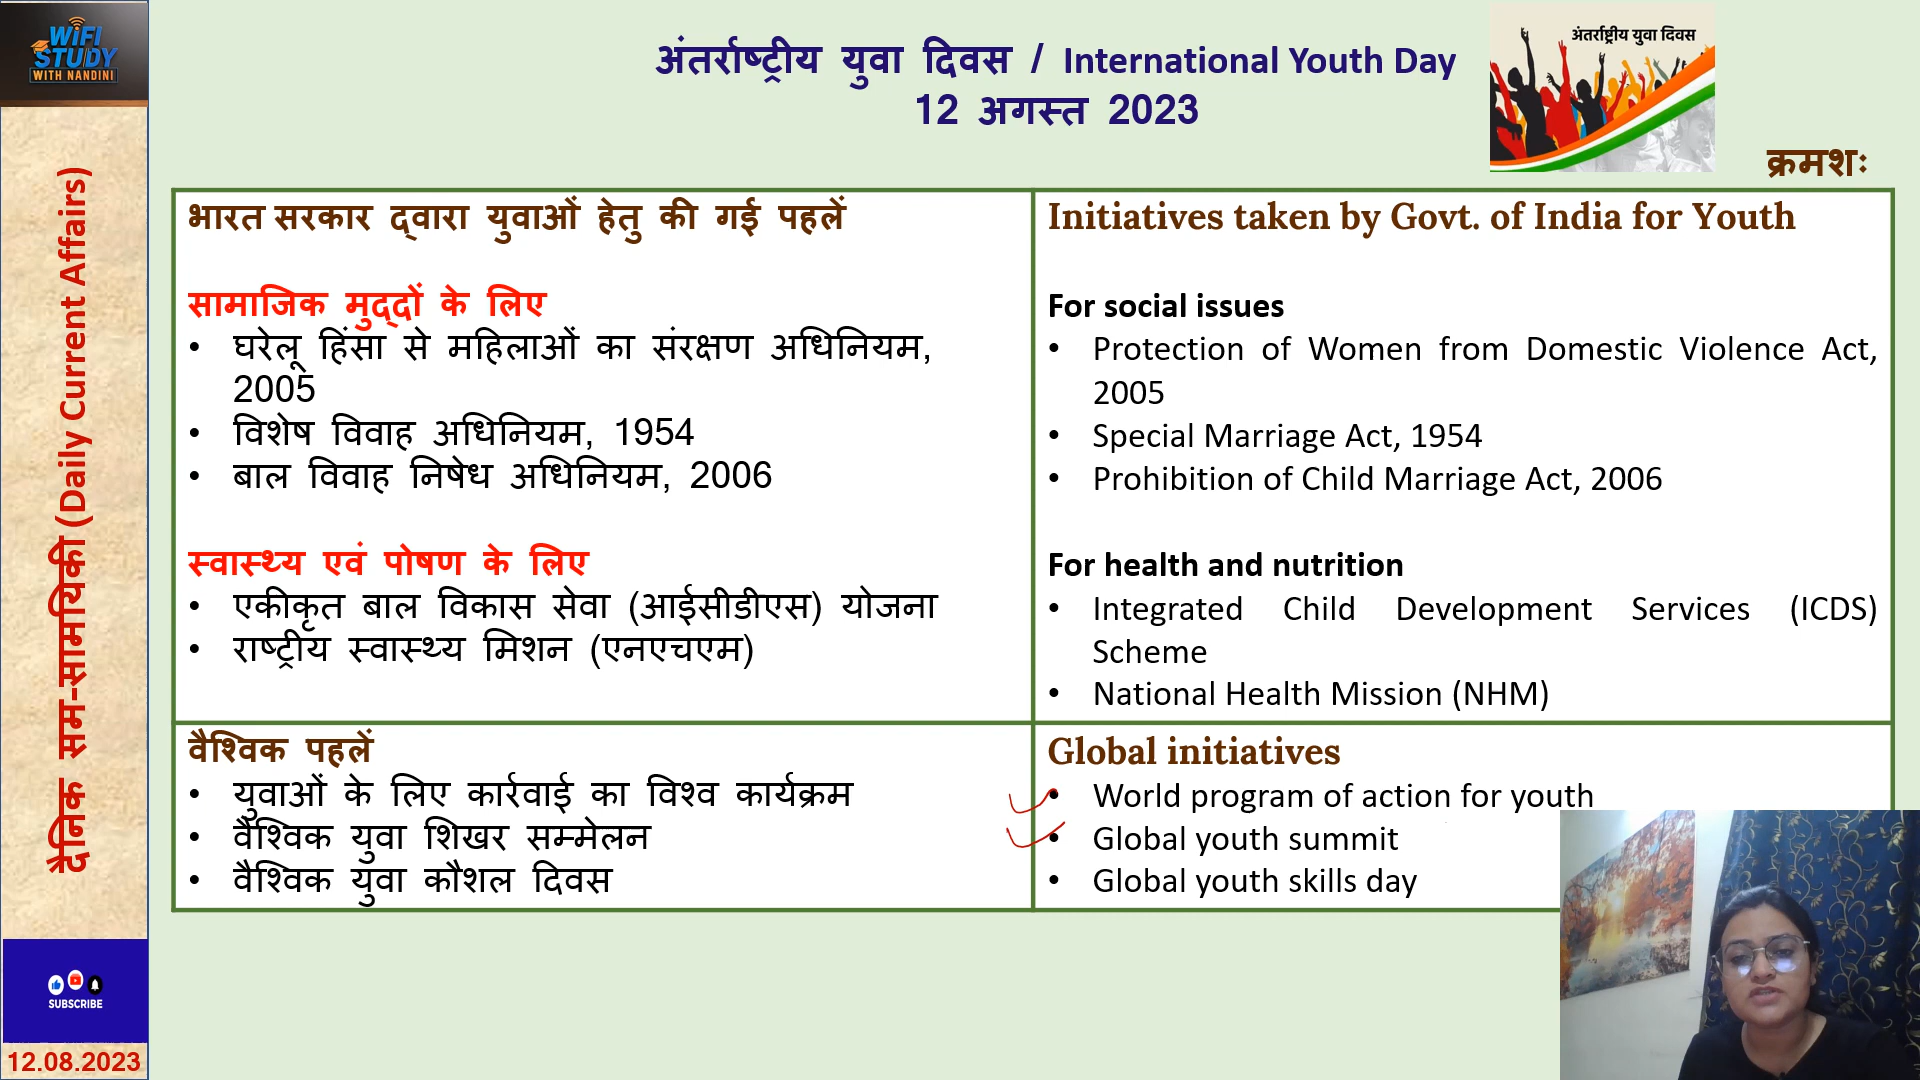 WiFi
STUDY
WITH NANDINI
दैनिक सम-सामयिकी (Daily Current Affairs)
SUBSCRIBE
12.08.2023
अंतर्राष्ट्रीय युवा दिवस / International Youth Day
12 अगस्त 2023
अंतर्राष्ट्रीय युवा दिवस
क्रमशः
भारत सरकार द्वारा युवाओं हेतु की गई पहलें
सामाजिक मुद्दों के लिए
• घरेलू हिंसा से महिलाओं का संरक्षण अधिनियम,
2005
• विशेष विवाह अधिनियम, 1954
• बाल विवाह निषेध अधिनियम, 2006
स्वास्थ्य एवं पोषण के लिए
• एकीकृत बाल विकास सेवा (आईसीडीएस) योजना
• राष्ट्रीय स्वास्थ्य मिशन (एनएचएम)
Initiatives taken by Govt. of India for Youth
For social issues
• Protection of Women from Domestic Violence Act,
2005
• Special Marriage Act, 1954
• Prohibition of Child Marriage Act, 2006
For health and nutrition
• Integrated Child Development Services (ICDS)
Scheme
• National Health Mission (NHM)
वैश्विक पहलें
• युवाओं के लिए कार्रवाई का विश्व कार्यक्रम
• वैश्विक युवा शिखर सम्मेलन
• वैश्विक युवा कौशल दिवस
Global initiatives
• World program of action for youth
• Global youth summit
• Global youth skills day